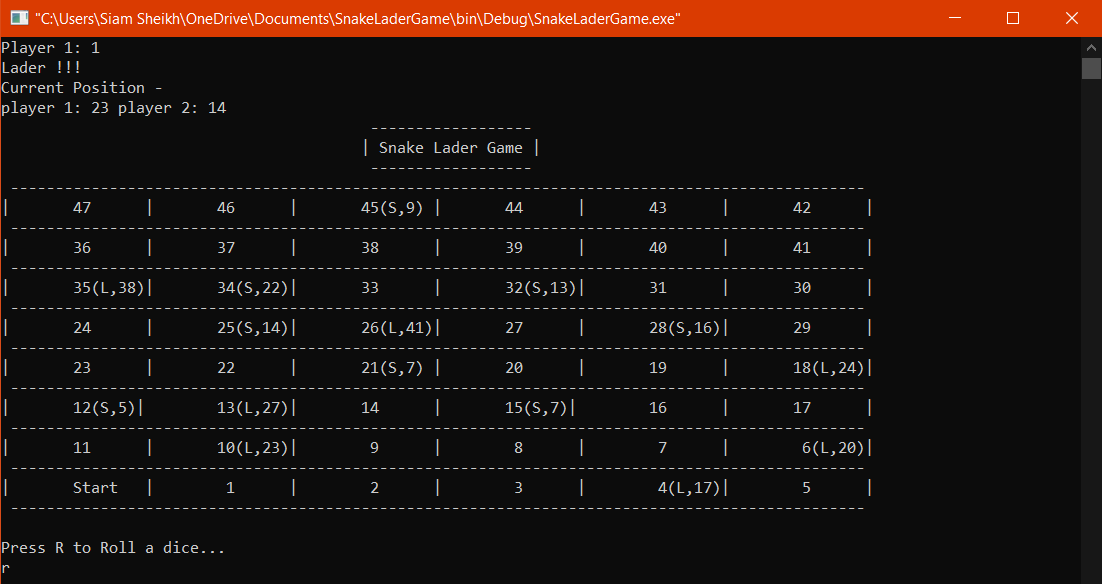 "C:\Users\Siam Sheikh\OneDrive\Documents\SnakeLaderGame\bin\Debug\SnakeLaderGame.exe"
Player 1: 1
Lader !!!
Current Position -
player 1: 23 player 2: 14
------------------
| Snake Lader Game |
------------------
-----------------------------------------------------------------------------------------------
| 47 | 46 | 45(S,9) | 44 | 43 | 42 |
-----------------------------------------------------------------------------------------------
| 36 | 37 | 38 | 39 | 40 | 41 |
-----------------------------------------------------------------------------------------------
| 35(L,38)| 34(S,22)| 33 | 32(S,13)| 31 | 30 |
-----------------------------------------------------------------------------------------------
| 24 | 25(S,14)| 26(L,41)| 27 | 28(S,16)| 29 |
-----------------------------------------------------------------------------------------------
| 23 | 22 | 21(S,7) | 20 | 19 | 18(L,24)|
-----------------------------------------------------------------------------------------------
| 12(S,5)| 13(L,27)| 14 | 15(S,7)| 16 | 17 |
-----------------------------------------------------------------------------------------------
| 11 | 10(L,23)| 9 | 8 | 7 | 6(L,20)|
-----------------------------------------------------------------------------------------------
| Start | 1 | 2 | 3 | 4(L,17)| 5 |
-----------------------------------------------------------------------------------------------
Press R to Roll a dice...
r